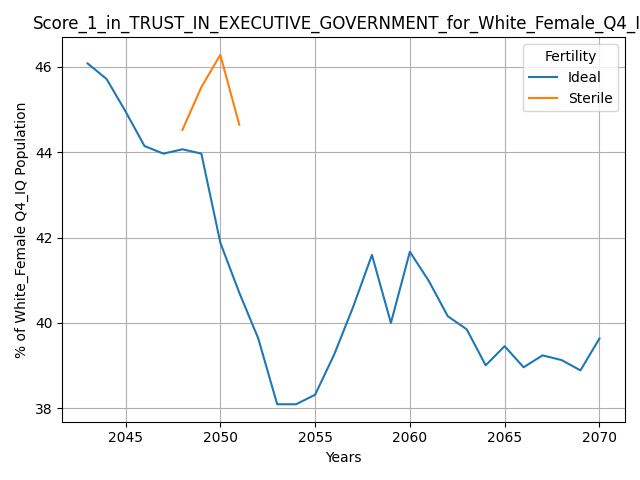 Score_1_in_TRUST_IN_EXECUTIVE_GOVERNMENT_for_White_Female_Q4_I
Fertility
Ideal
Sterile
46
44
42
40
38
% of White_Female Q4_IQ Population
2045
2050
2055
2060
2065
2070
Years